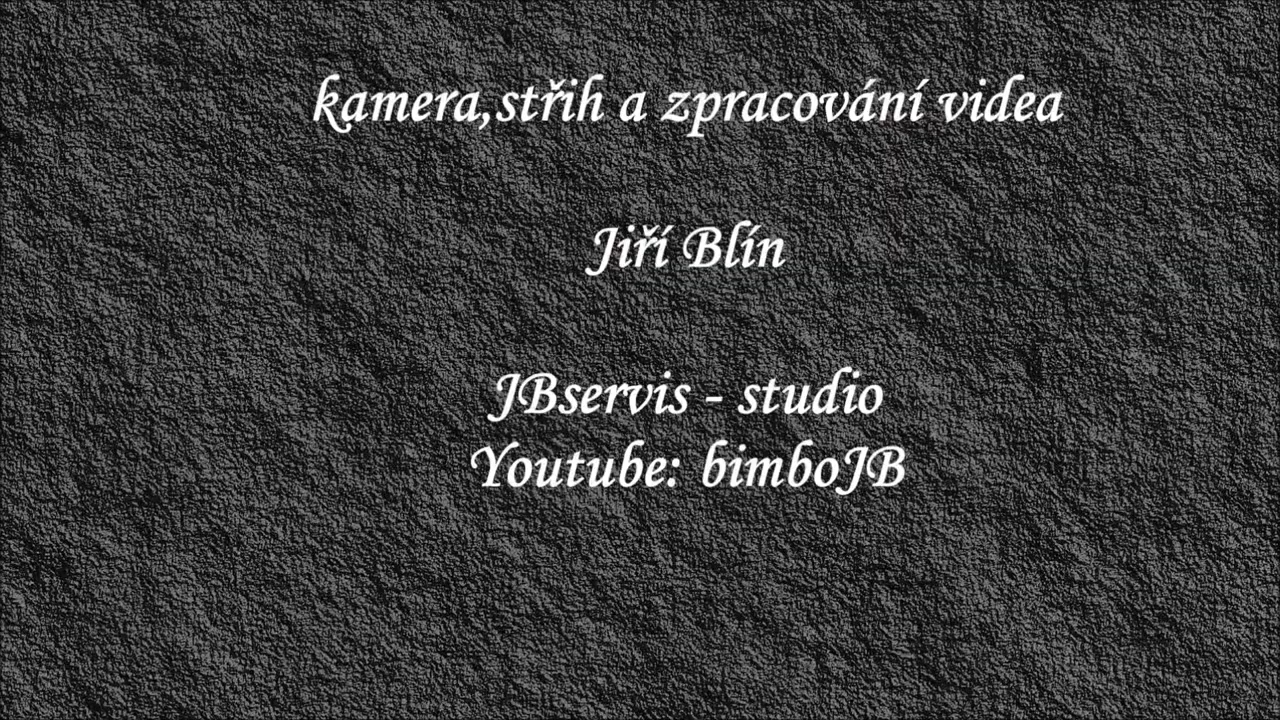 kamera,střih a zpracování videa
Jiří Blín
JBservis - studio
Youtube: bimboJB